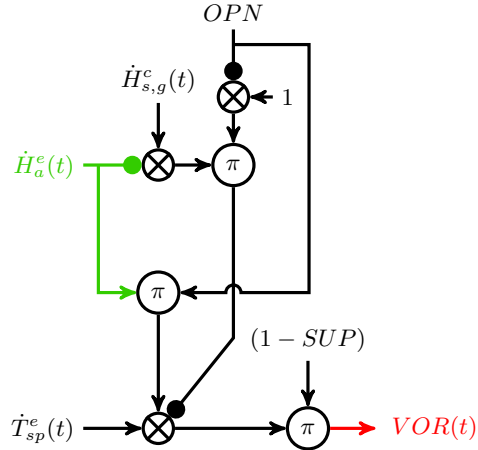 OPN
Ḣ^c_{s,g}(t)
1
Ḣ^e_a(t)
π
π
(1 − SUP)
Ṫ^e_{sp}(t)
π
VOR(t)